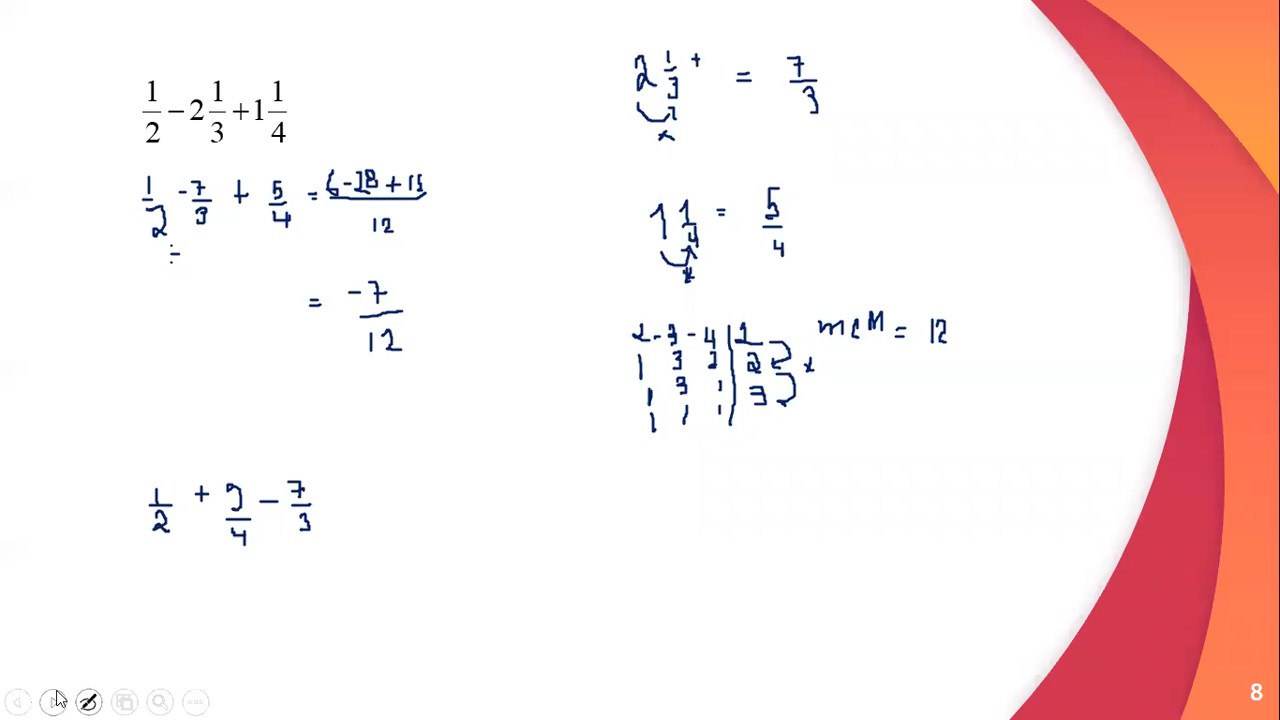 1/2 − 2 1/3 + 1 1/4
1/2 - 7/3 + 5/4 = (6 - 28 + 15)/12
÷
= -7/12
1/2 + 5/4 - 7/3
2 1/3 + = 7/3
x
1 1/4 = 5/4
x
2 - 3 - 4 | 2
1 3 2 | 2 x
1 3 1 | 3
1 1 1
mcM = 12
8